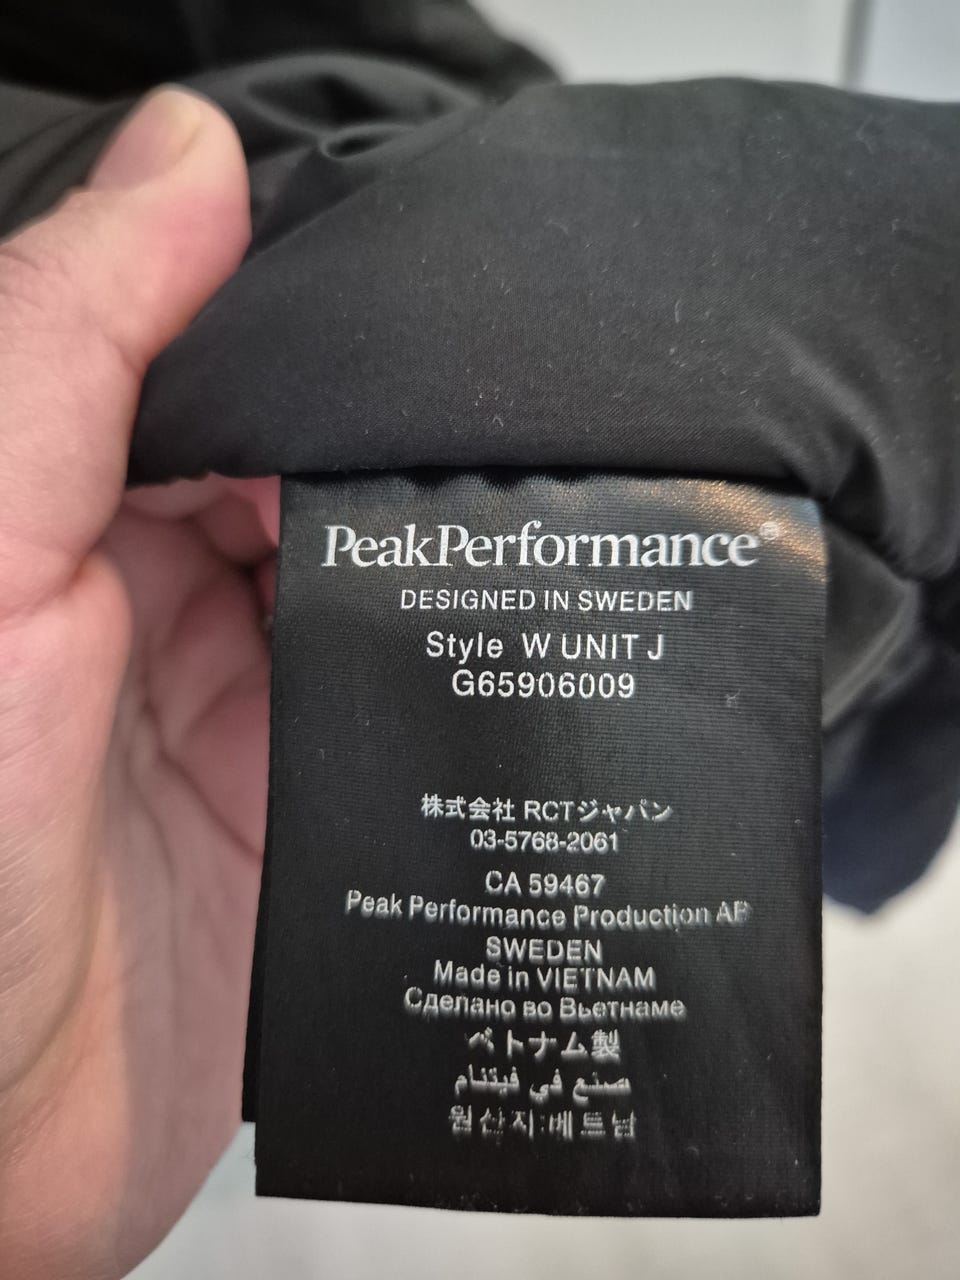 PeakPerformance®
DESIGNED IN SWEDEN
Style W UNIT J
G65906009
株式会社 RCTジャパン
03-5768-2061
CA 59467
Peak Performance Production AB
SWEDEN
Made in VIETNAM
Сделано во Вьетнаме
ベトナム製
صنع في فيتنام
원산지:베트남